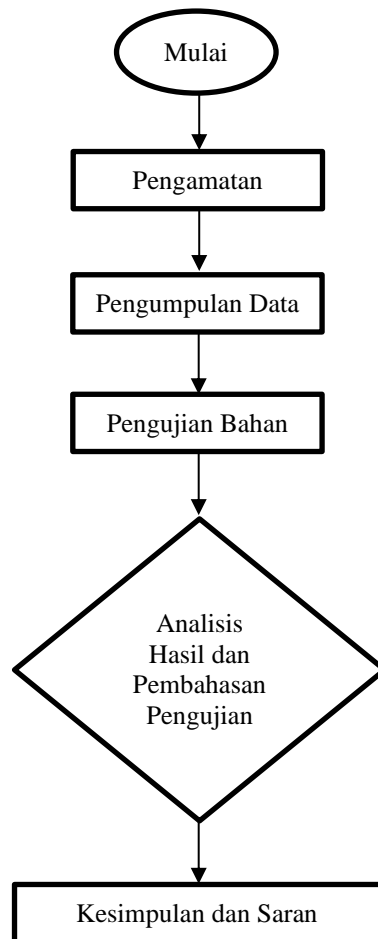 Mulai
Pengamatan
Pengumpulan Data
Pengujian Bahan
Analisis
Hasil dan
Pembahasan
Pengujian
Kesimpulan dan Saran